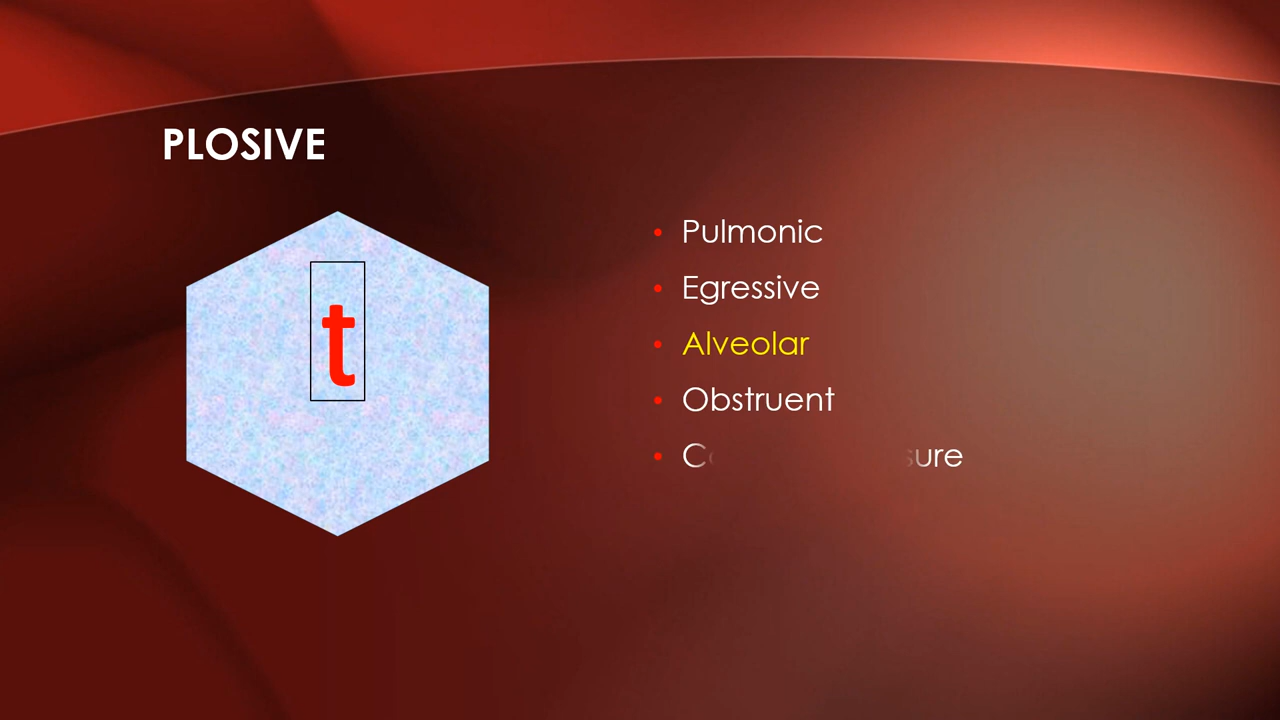 PLOSIVE
t
Pulmonic
Egressive
Alveolar
Obstruent